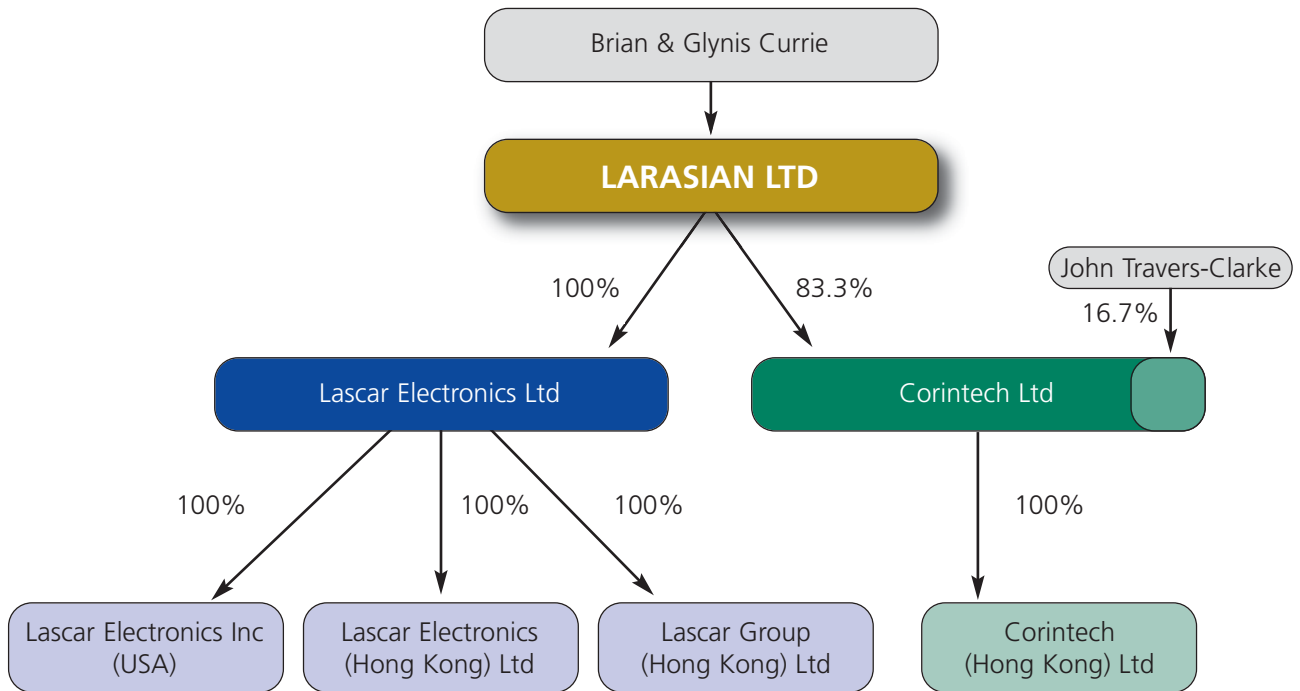 Brian & Glynis Currie
LARASIAN LTD
John Travers-Clarke
100%
83.3%
16.7%
Lascar Electronics Ltd
Corintech Ltd
100%
100%
100%
100%
Lascar Electronics Inc
(USA)
Lascar Electronics
(Hong Kong) Ltd
Lascar Group
(Hong Kong) Ltd
Corintech
(Hong Kong) Ltd